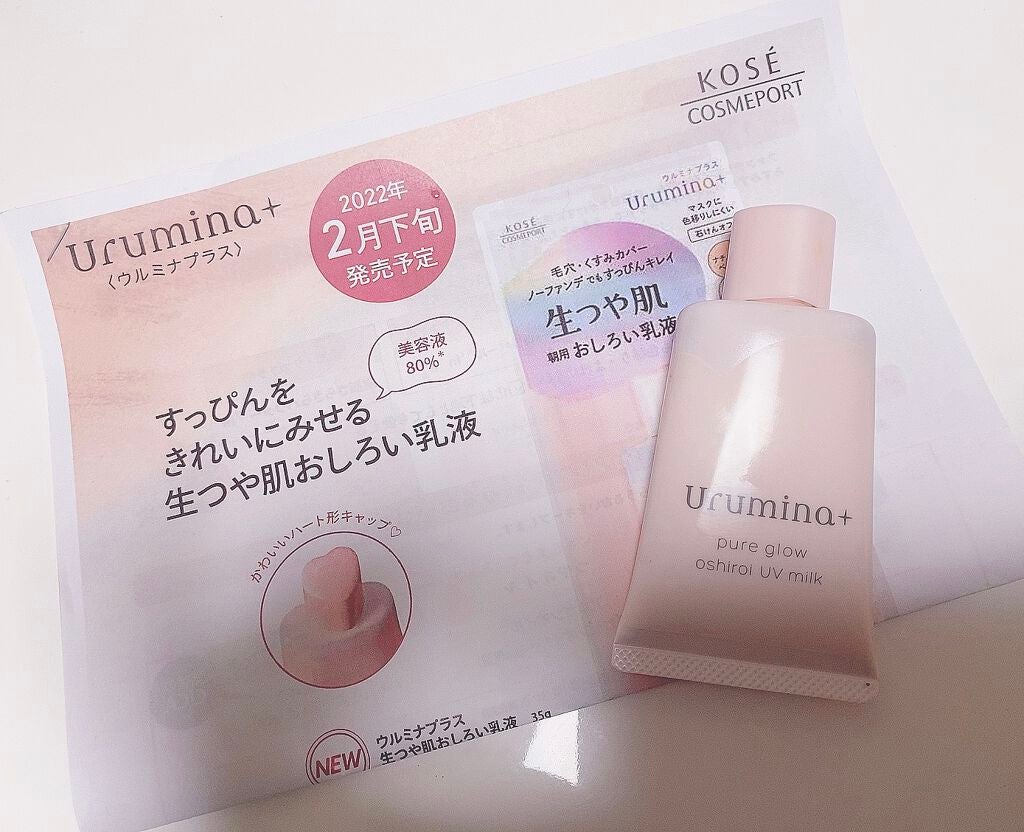 KOSÉ
COSMEPORT
Urumina+
〈ウルミナプラス〉
2022年
2月下旬
発売予定
美容液
80%*
すっぴんを
きれいにみせる
生つや肌おしろい乳液
かわいいハート形キャップ♡
NEW
ウルミナプラス
生つや肌おしろい乳液 35g
KOSÉ
COSMEPORT
ウルミナプラス
Urumina+
マスクに
色移りしにくい
石けんオフ
毛穴・くすみカバー
ノーファンデでもすっぴんキレイ
生つや肌
朝用 おしろい乳液
Urumina+
pure glow
oshiroi UV milk